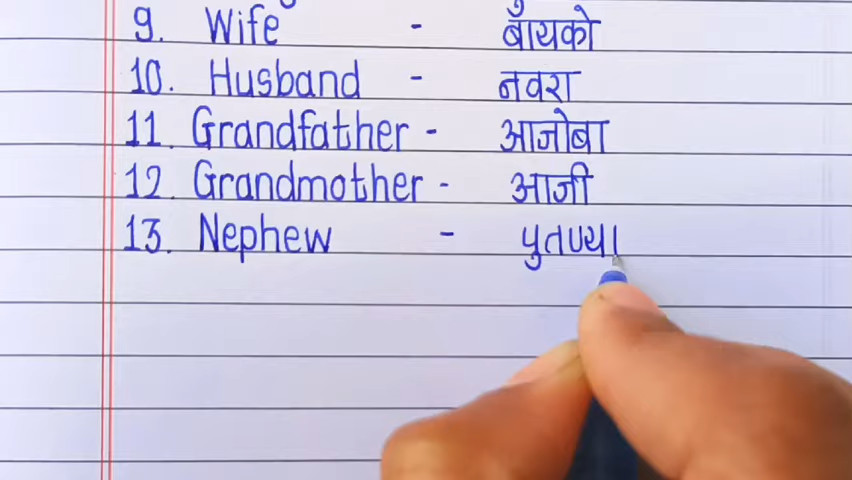 9. Wife - बायको
10. Husband - नवरा
11. Grandfather - आजोबा
12. Grandmother - आजी
13. Nephew - पुतण्या